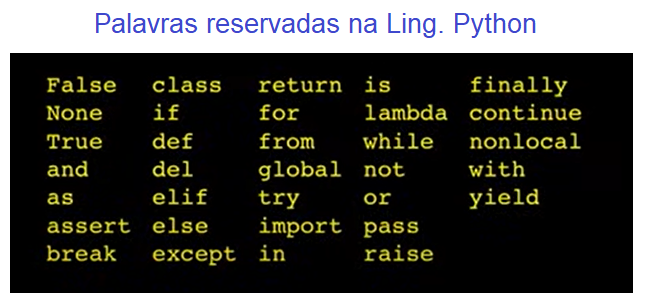 Palavras reservadas na Ling. Python
False class return is finally
None if for lambda continue
True def from while nonlocal
and del global not with
as elif try or yield
assert else import pass
break except in raise